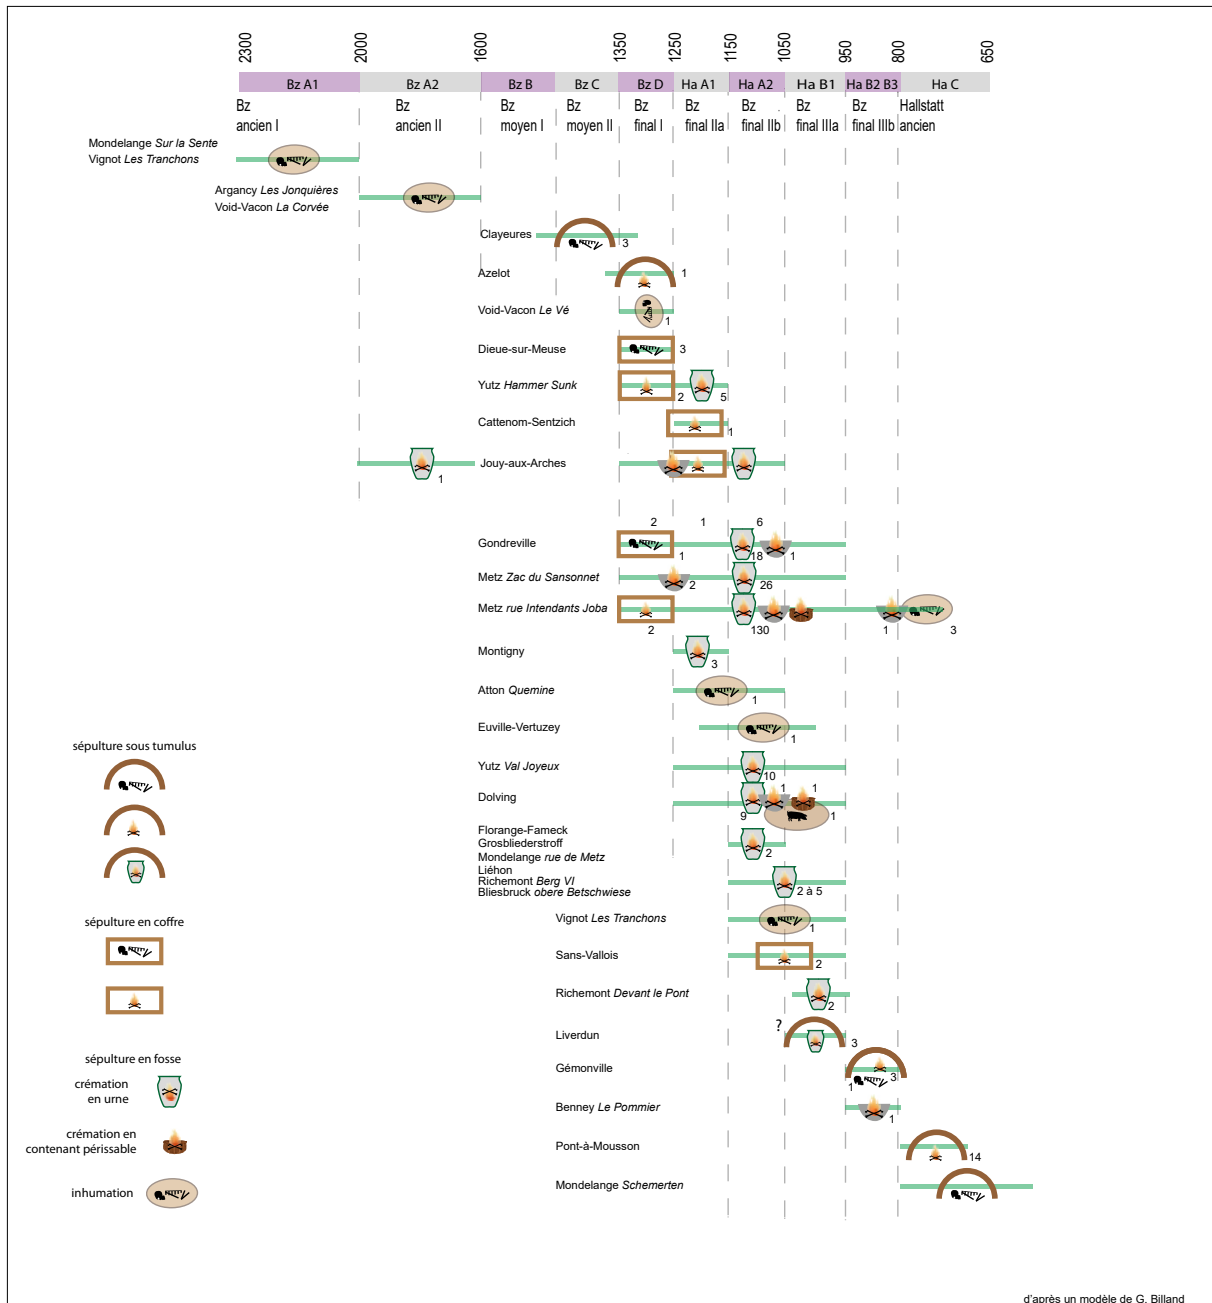 2300 2000 1600 1350 1250 1150 1050 950 800 650
Bz A1 Bz A2 Bz B Bz C Bz D Ha A1 Ha A2 Ha B1 Ha B2 B3 Ha C
Bz Bz Bz Bz Bz Bz Bz Bz Bz Hallstatt
ancien I ancien II moyen I moyen II final I final IIa final IIb final IIIa final IIIb ancien
Mondelange Sur la Sente
Vignot Les Tranchons
Argancy Les Jonquières
Void-Vacon La Corvée
Clayeures 3
Azelot 1
Void-Vacon Le Vé 1
Dieue-sur-Meuse 3
Yutz Hammer Sunk 2 5
Cattenom-Sentzich 1
1 Jouy-aux-Arches
2 1 6
Gondreville 1 18 1
Metz Zac du Sansonnet 2 26
Metz rue Intendants Joba
2 130 1 3
Montigny 3
Atton Quemine 1
Euville-Vertuzey 1
Yutz Val Joyeux 10
Dolving 1 1
9 1
Florange-Fameck
Grosbliederstroff 2
Mondelange rue de Metz
Liéhon
Richemont Berg VI 2 à 5
Bliesbruck obere Betschwiese
Vignot Les Tranchons 1
Sans-Vallois 2
Richemont Devant le Pont 2
Liverdun ? 3
Gémonville 1 3
Benney Le Pommier 1
Pont-à-Mousson 14
Mondelange Schemerten
sépulture sous tumulus
sépulture en coffre
sépulture en fosse
crémation
en urne
crémation en
contenant périssable
inhumation
d'après un modèle de G. Billand